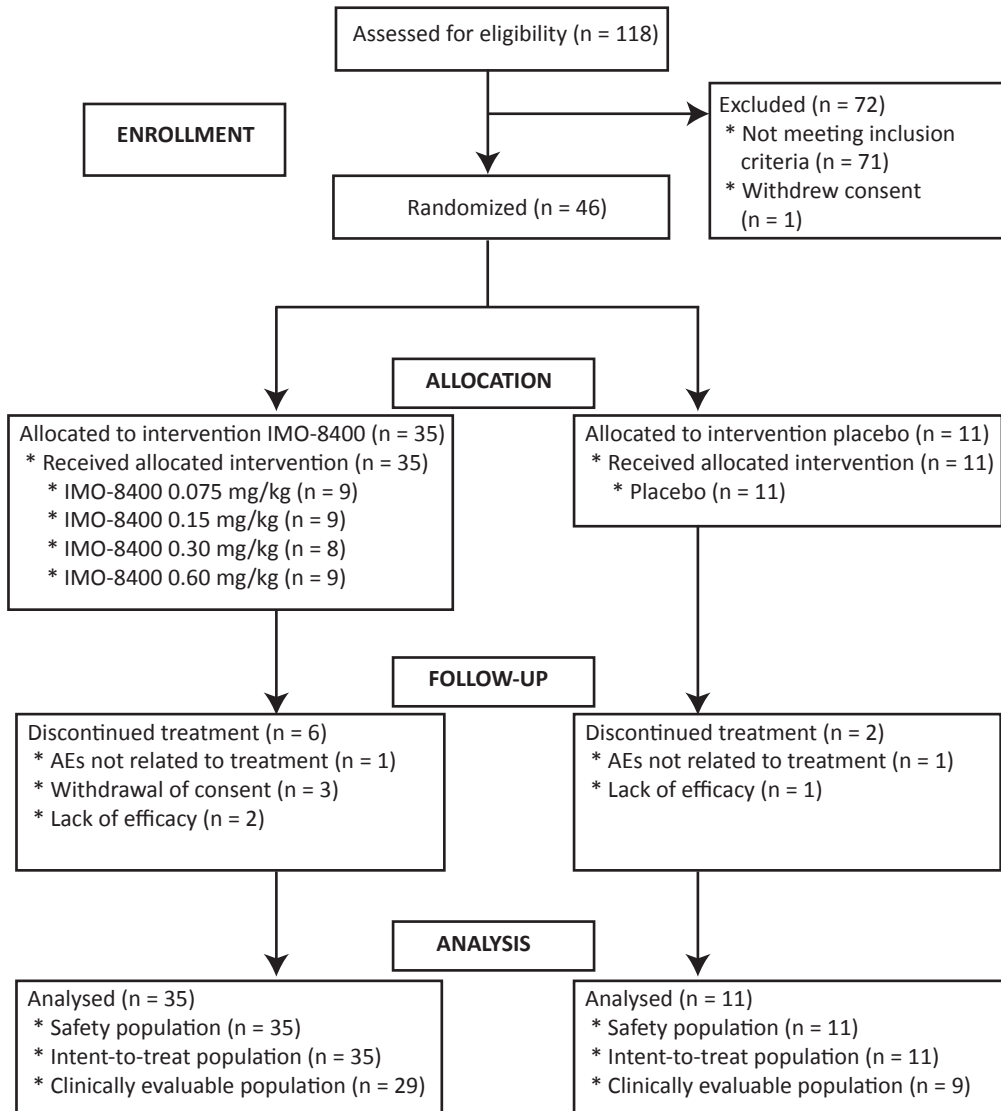 Assessed for eligibility (n = 118)
ENROLLMENT
Excluded (n = 72)
* Not meeting inclusion
criteria (n = 71)
* Withdrew consent
(n = 1)
Randomized (n = 46)
ALLOCATION
Allocated to intervention IMO-8400 (n = 35)
* Received allocated intervention (n = 35)
* IMO-8400 0.075 mg/kg (n = 9)
* IMO-8400 0.15 mg/kg (n = 9)
* IMO-8400 0.30 mg/kg (n = 8)
* IMO-8400 0.60 mg/kg (n = 9)
Allocated to intervention placebo (n = 11)
* Received allocated intervention (n = 11)
* Placebo (n = 11)
FOLLOW-UP
Discontinued treatment (n = 6)
* AEs not related to treatment (n = 1)
* Withdrawal of consent (n = 3)
* Lack of efficacy (n = 2)
Discontinued treatment (n = 2)
* AEs not related to treatment (n = 1)
* Lack of efficacy (n = 1)
ANALYSIS
Analysed (n = 35)
* Safety population (n = 35)
* Intent-to-treat population (n = 35)
* Clinically evaluable population (n = 29)
Analysed (n = 11)
* Safety population (n = 11)
* Intent-to-treat population (n = 11)
* Clinically evaluable population (n = 9)